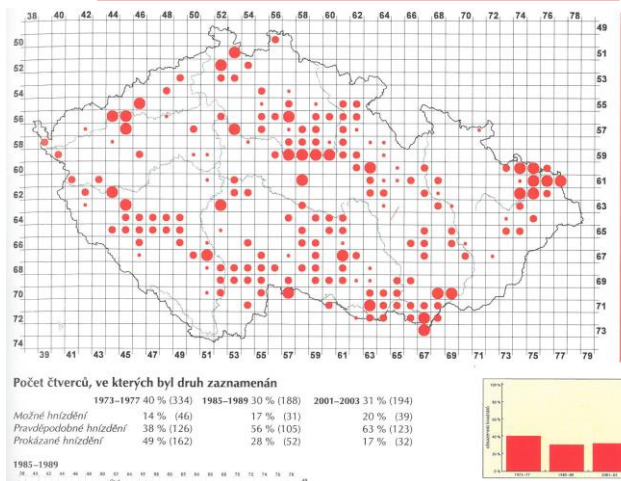 38 40 42 44 46 48 50 52 54 56 58 60 62 64 66 68 70 72 74 76 78
50 49
52 51
54 53
56 55
58 57
60 59
62 61
64 63
66 65
68 67
70 69
72 71
74 73
39 41 43 45 47 49 51 53 55 57 59 61 63 65 67 69 71 73 75 77 79
Počet čtverců, ve kterých byl druh zaznamenán
1973–1977 40 % (334) 1985–1989 30 % (188) 2001–2003 31 % (194)
Možné hnízdění 14 % (46) 17 % (31) 20 % (39)
Pravděpodobné hnízdění 38 % (126) 56 % (105) 63 % (123)
Prokázané hnízdění 49 % (162) 28 % (52) 17 % (32)
1985–1989